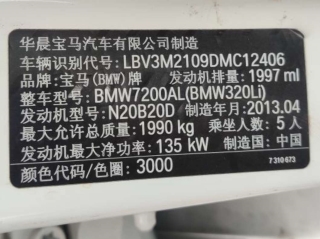 华晨宝马汽车有限公司制造
车辆识别代号: LBV3M2109DMC12406
品牌: 宝马(BMW)牌 发动机排量: 1997 ml
整车型号: BMW7200AL(BMW320Li)
发动机型号: N20B20D 制造年月: 2013.04
最大允许总质量: 1990 kg 乘坐人数: 5 人
发动机最大净功率: 135 kW 制造国: 中国
颜色代码/色圈: 3000
7 310 673